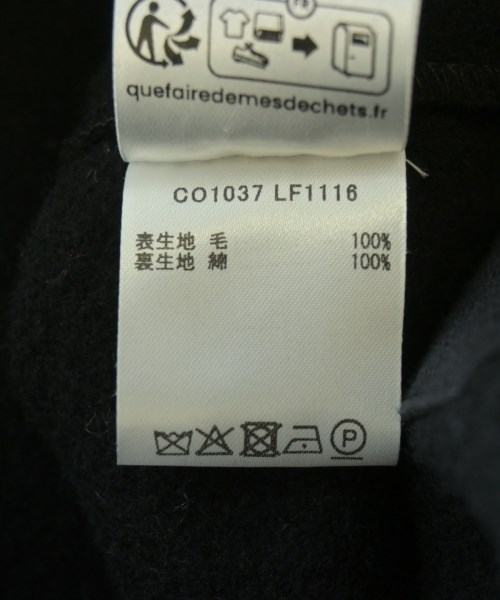 quefairedemesdechets.fr
CO1037 LF1116
表生地 毛 100%
裏生地 綿 100%
P